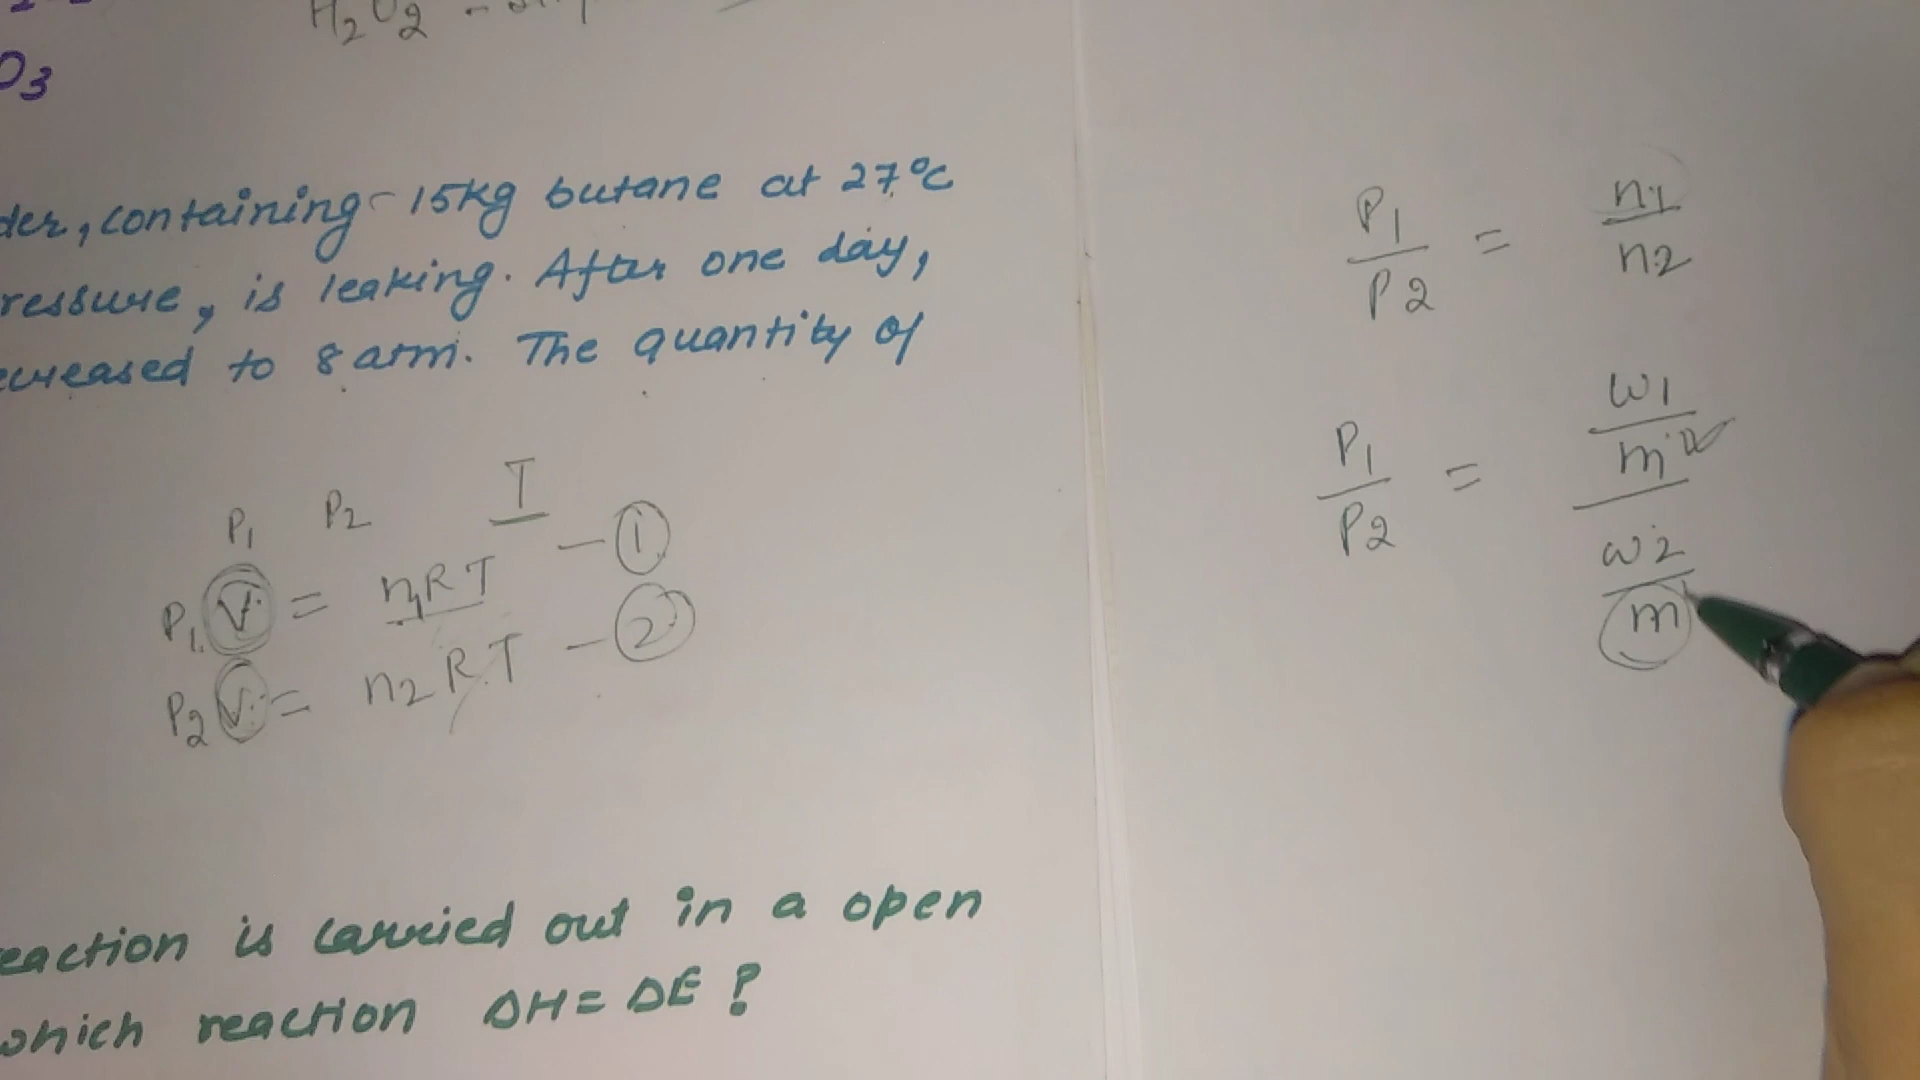 H2O2 -
O3
der, containing 15kg butane at 27°C
ressure, is leaking. After one day,
ecreased to 8 atm. The quantity of
P1 P2 T
P1 V = n1RT - 1
P2 V = n2RT - 2
eaction is carried out in a open
which reaction ΔH = ΔE ?
P1/P2 = n1/n2
P1/P2 =
w1
m
w2
m